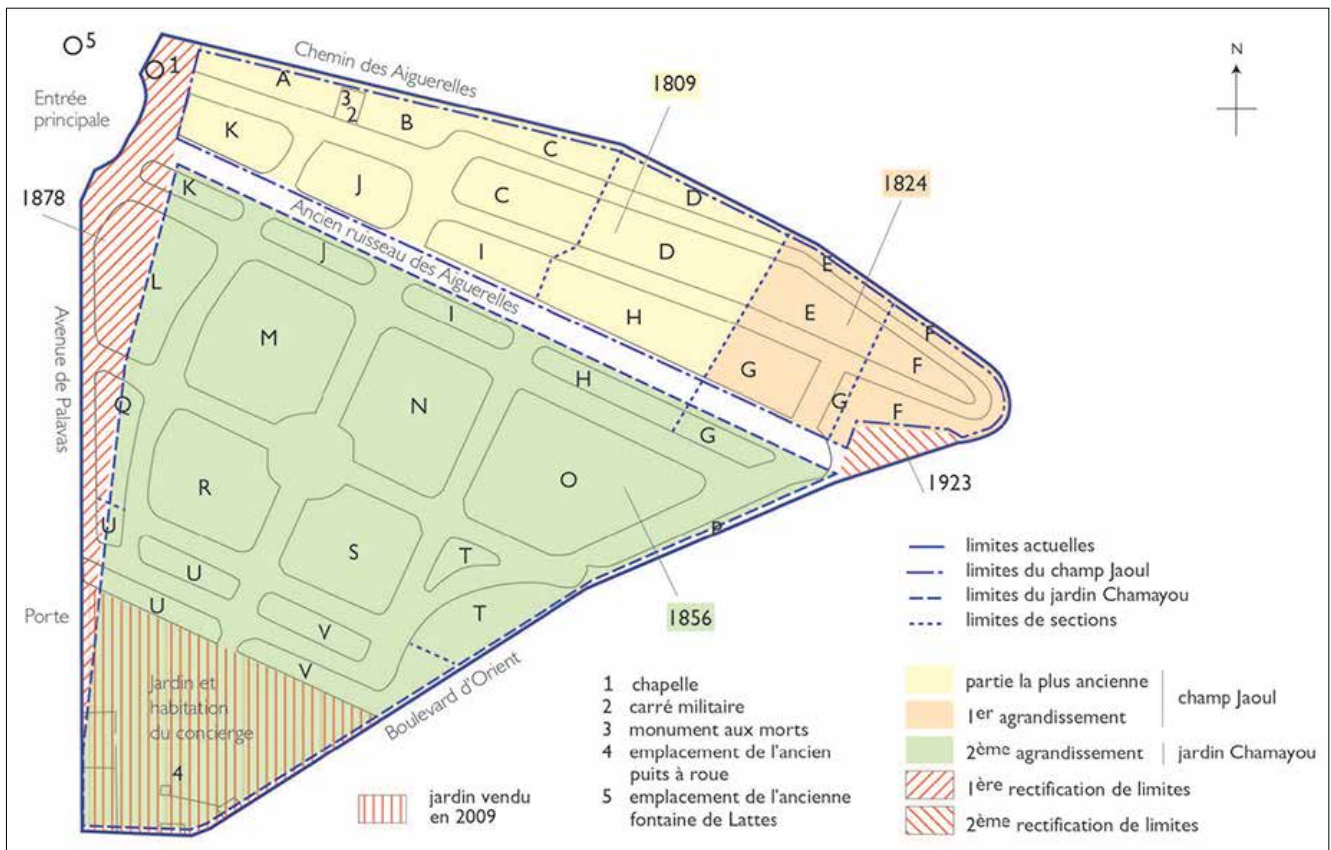 5
1
Chemin des Aiguerelles
N
Entrée
principale
1809
A
3
2
B
C
K
1878
J
C
D
1824
K
Ancien ruisseau des Aiguerelles
I
D
E
L
J
E
F
Avenue de Palavas
M
I
H
F
H
G
G
F
Q
N
G
O
1923
R
U
S
T
P
U
U
T
1856
V
Porte
V
Jardin et
habitation
du concierge
4
Boulevard d'Orient
limites actuelles
limites du champ Jaoul
limites du jardin Chamayou
limites de sections
1 chapelle
2 carré militaire
3 monument aux morts
4 emplacement de l'ancien
puits à roue
5 emplacement de l'ancienne
fontaine de Lattes
jardin vendu
en 2009
partie la plus ancienne
1er agrandissement
champ Jaoul
2ème agrandissement
jardin Chamayou
1ère rectification de limites
2ème rectification de limites